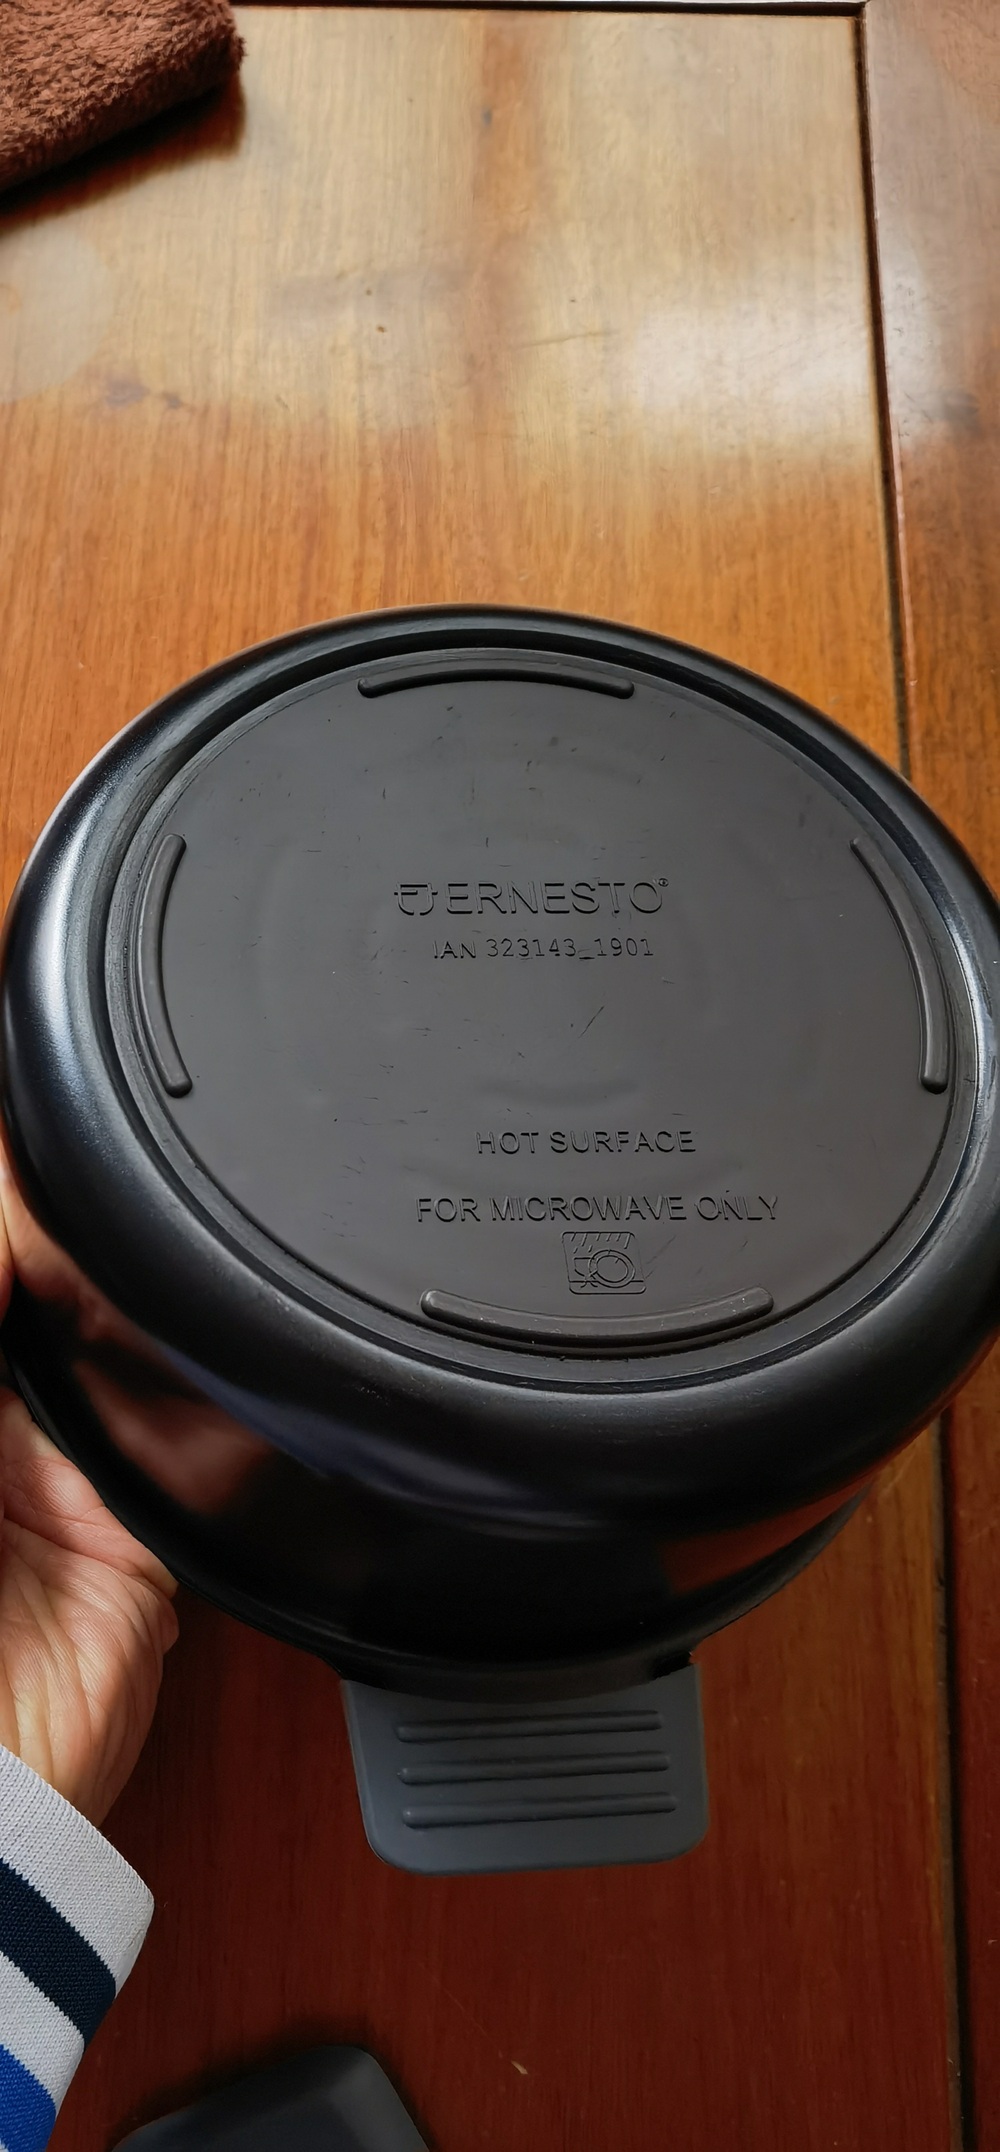 ERNESTO®
IAN 323143_1901
HOT SURFACE
FOR MICROWAVE ONLY